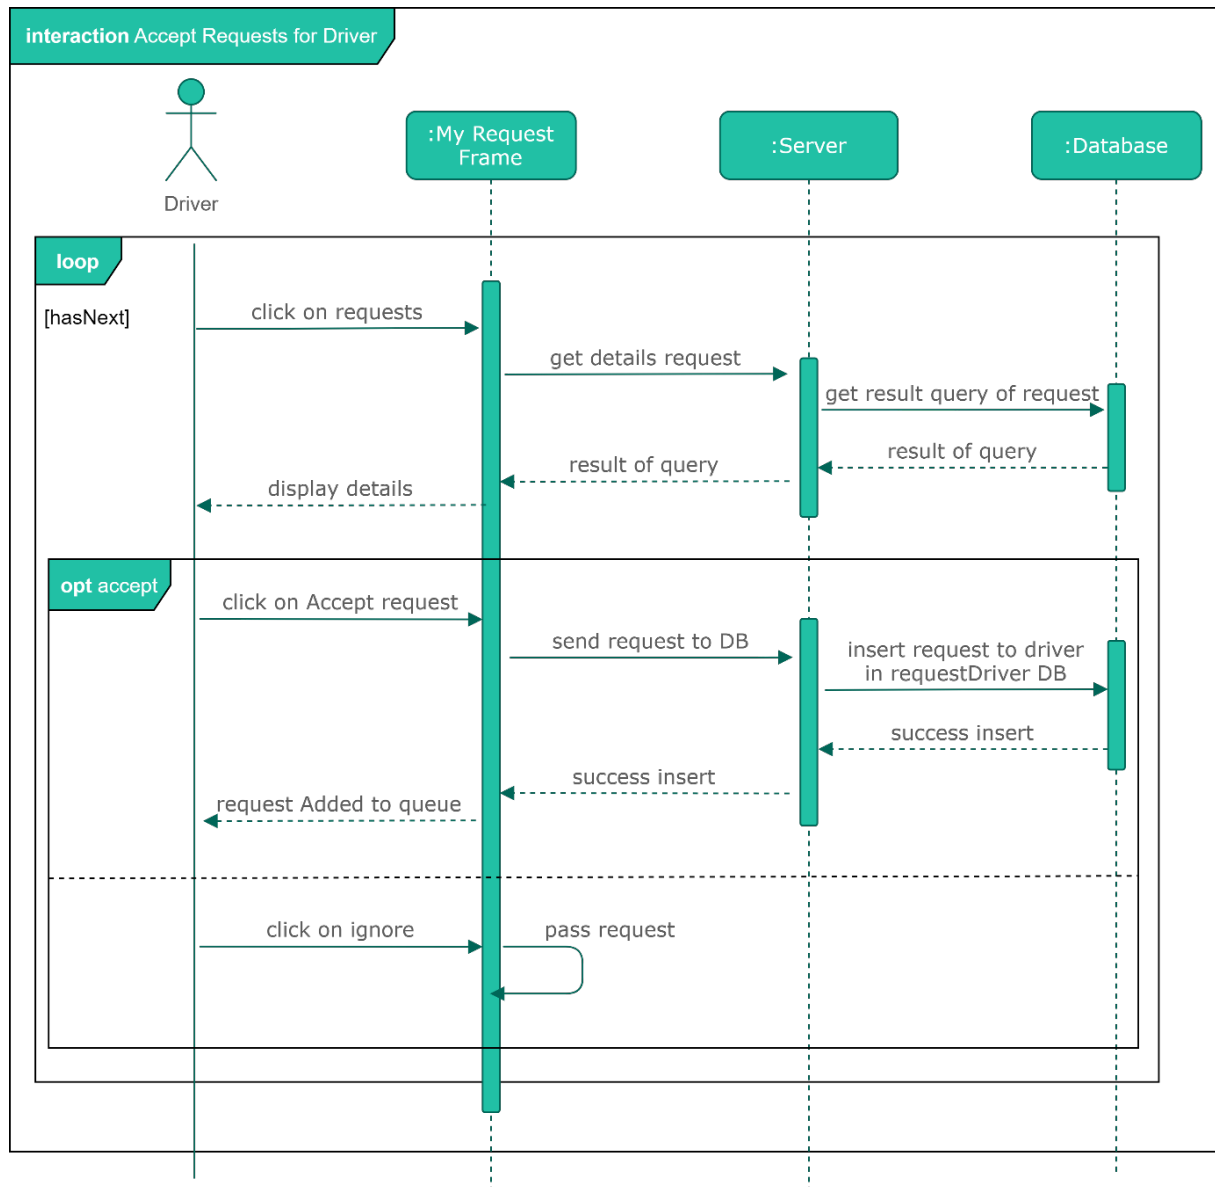 interaction Accept Requests for Driver
:My Request
Frame
:Server
:Database
Driver
loop
[hasNext]
click on requests
get details request
get result query of request
result of query
result of query
display details
opt accept
click on Accept request
send request to DB
insert request to driver
in requestDriver DB
success insert
success insert
request Added to queue
click on ignore
pass request